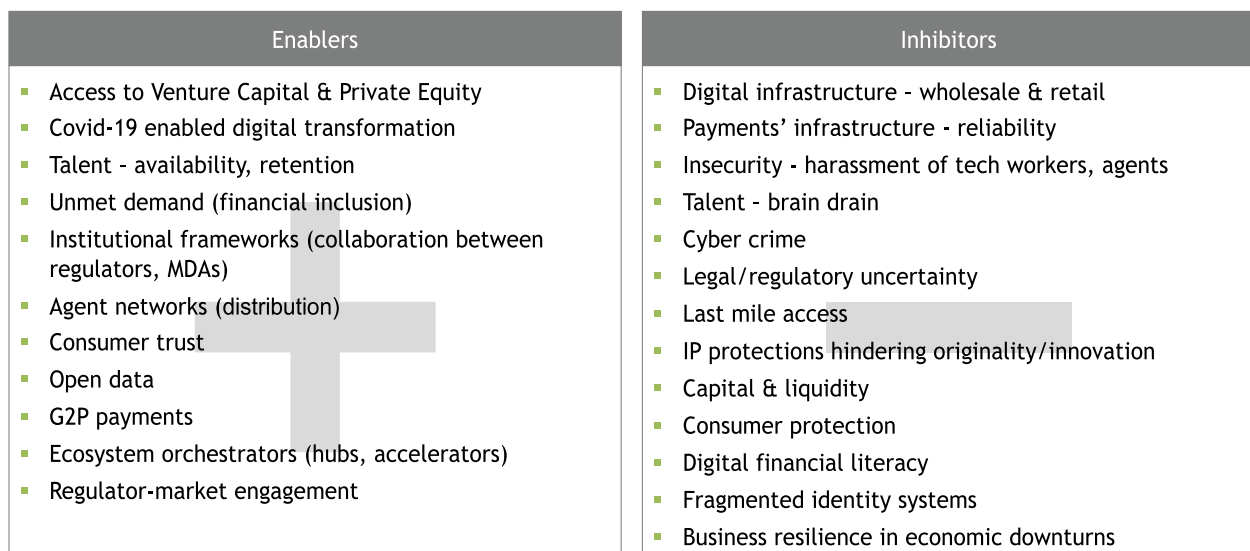 Enablers
Access to Venture Capital & Private Equity
Covid-19 enabled digital transformation
Talent – availability, retention
Unmet demand (financial inclusion)
Institutional frameworks (collaboration between
regulators, MDAs)
Agent networks (distribution)
Consumer trust
Open data
G2P payments
Ecosystem orchestrators (hubs, accelerators)
Regulator-market engagement
Inhibitors
Digital infrastructure – wholesale & retail
Payments’ infrastructure - reliability
Insecurity - harassment of tech workers, agents
Talent – brain drain
Cyber crime
Legal/regulatory uncertainty
Last mile access
IP protections hindering originality/innovation
Capital & liquidity
Consumer protection
Digital financial literacy
Fragmented identity systems
Business resilience in economic downturns